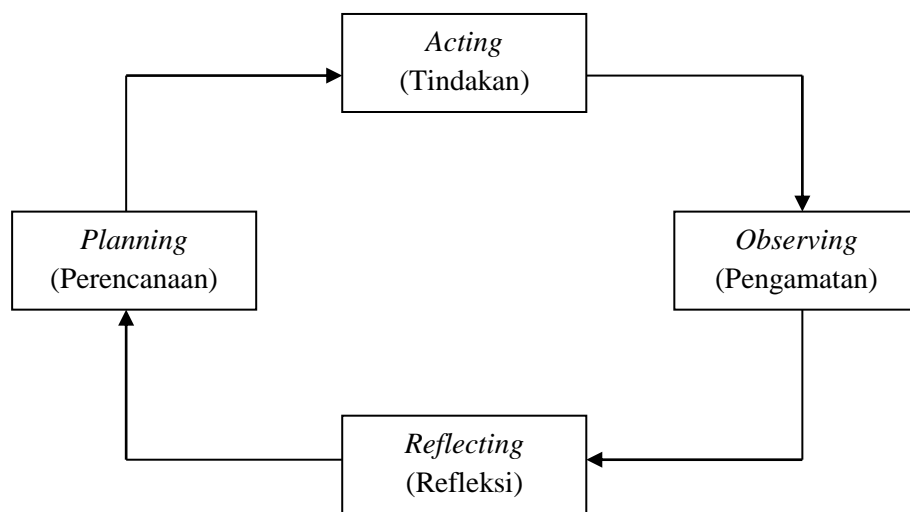 Acting
(Tindakan)
Planning
(Perencanaan)
Observing
(Pengamatan)
Reflecting
(Refleksi)